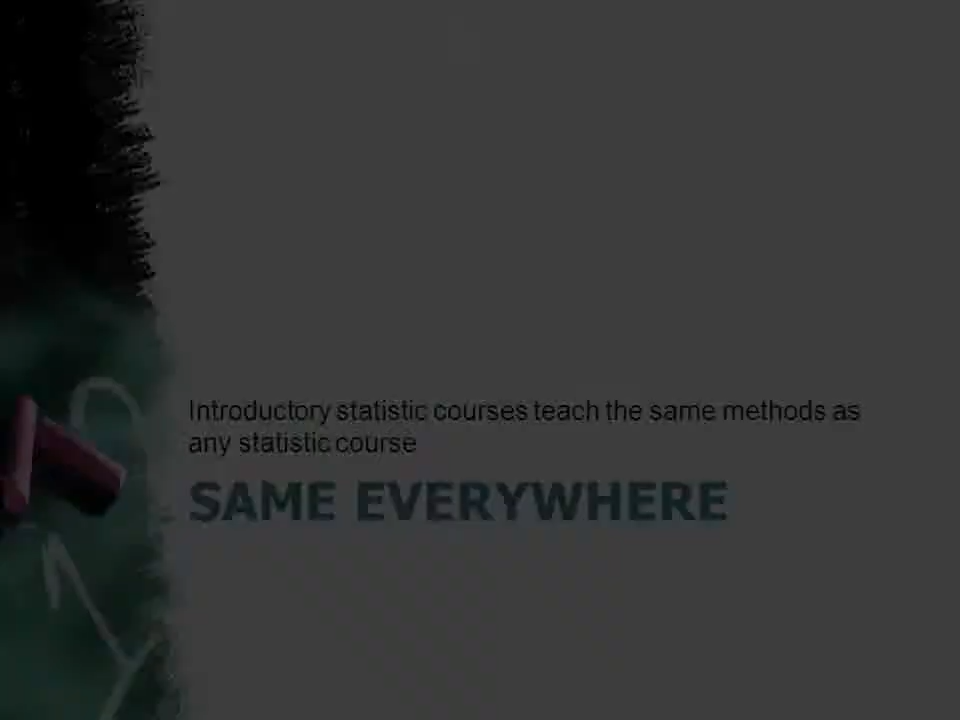 Introductory statistic courses teach the same methods as
any statistic course
SAME EVERYWHERE